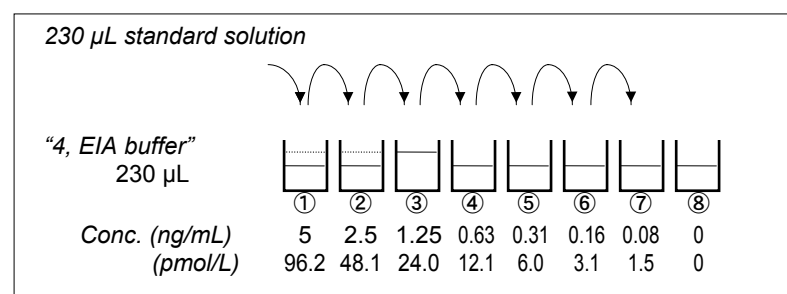 230 µL standard solution
“4, EIA buffer”
230 µL
① ② ③ ④ ⑤ ⑥ ⑦ ⑧
Conc. (ng/mL) 5 2.5 1.25 0.63 0.31 0.16 0.08 0
(pmol/L) 96.2 48.1 24.0 12.1 6.0 3.1 1.5 0